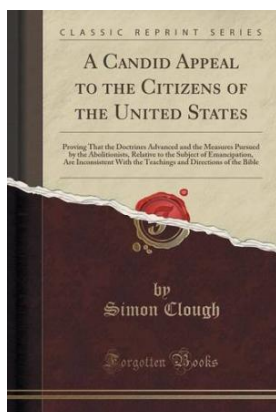 CLASSIC REPRINT SERIES
A CANDID APPEAL
TO THE CITIZENS OF
THE UNITED STATES
Proving That the Doctrines Advanced and the Measures Pursued
by the Abolitionists, Relative to the Subject of Emancipation,
Are Inconsistent With the Teachings and Directions of the Bible
by
Simon Clough
Forgotten Books